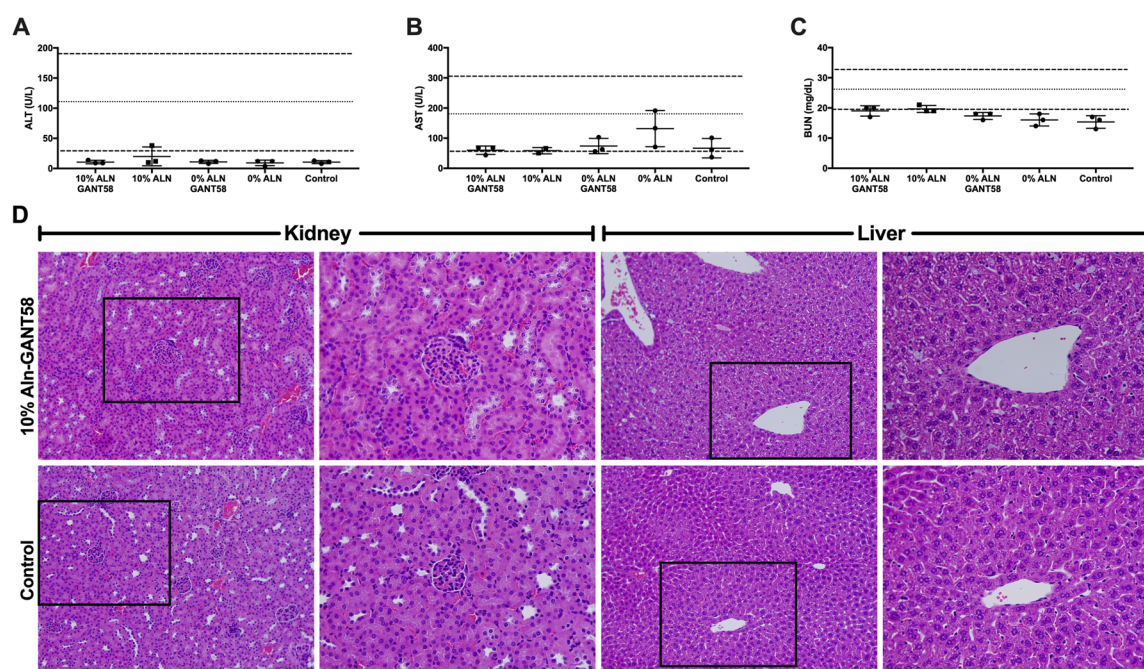 A
ALT (U/L)
200
150
100
50
0
10% ALN
GANT58
10% ALN
0% ALN
GANT58
0% ALN
Control
B
AST (U/L)
400
300
200
100
0
10% ALN
GANT58
10% ALN
0% ALN
GANT58
0% ALN
Control
C
BUN (mg/dL)
40
30
20
10
0
10% ALN
GANT58
10% ALN
0% ALN
GANT58
0% ALN
Control
D
Kidney
Liver
10% Aln-GANT58
Control